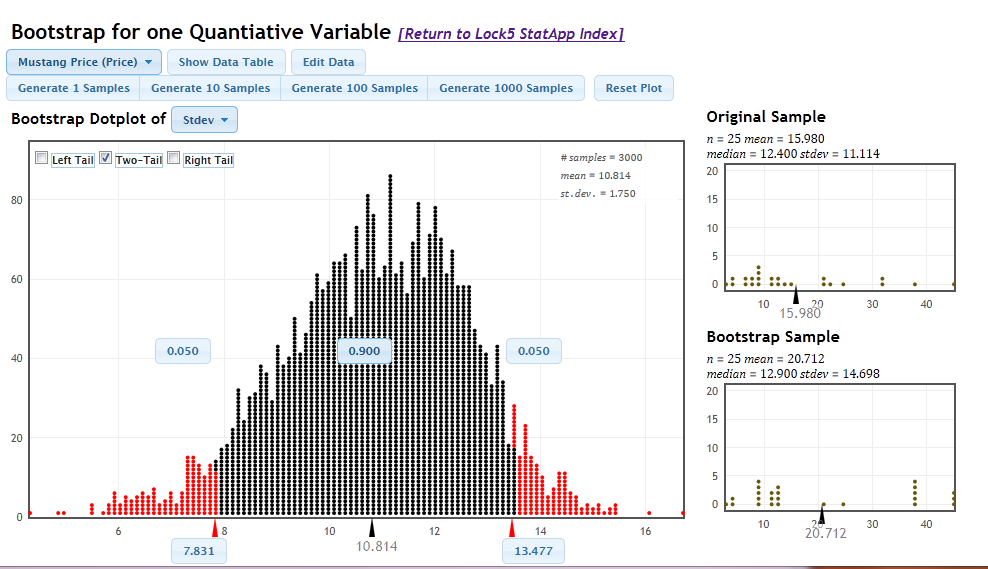 Bootstrap for one Quantiative Variable [Return to Lock5 StatApp Index]
Mustang Price (Price) Show Data Table Edit Data
Generate 1 Samples Generate 10 Samples Generate 100 Samples Generate 1000 Samples Reset Plot
Bootstrap Dotplot of Stdev
Left Tail Two-Tail Right Tail
# samples = 3000
mean = 10.814
st.dev. = 1.750
80
60
40
20
0
0.050 0.900 0.050
6 8 10 12 14 16
7.831 10.814 13.477
Original Sample
n = 25 mean = 15.980
median = 12.400 stdev = 11.114
20
15
10
5
0
10 20 30 40
15.980
Bootstrap Sample
n = 25 mean = 20.712
median = 12.900 stdev = 14.698
20
15
10
5
0
10 20 30 40
20.712